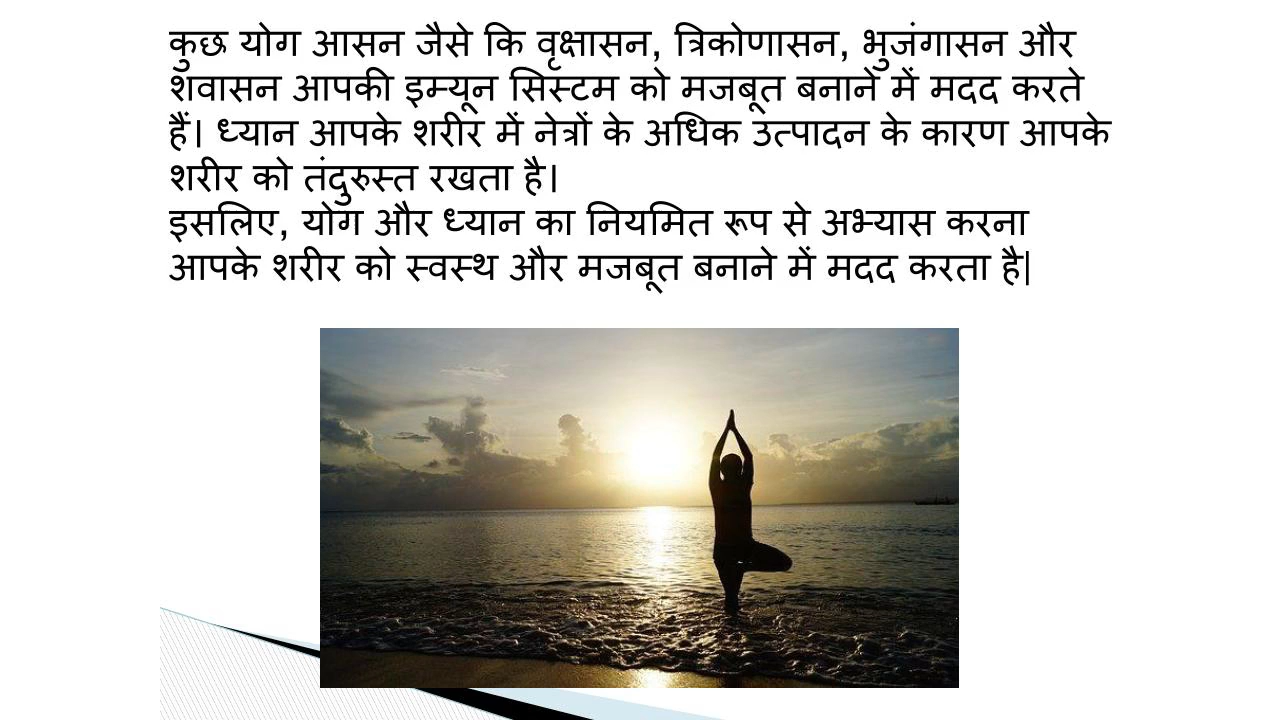 कुछ योग आसन जैसे कि वृक्षासन, त्रिकोणासन, भुजंगासन और
शवासन आपकी इम्यून सिस्टम को मजबूत बनाने में मदद करते
हैं। ध्यान आपके शरीर में नेत्रों के अधिक उत्पादन के कारण आपके
शरीर को तंदुरुस्त रखता है।
इसलिए, योग और ध्यान का नियमित रूप से अभ्यास करना
आपके शरीर को स्वस्थ और मजबूत बनाने में मदद करता है|